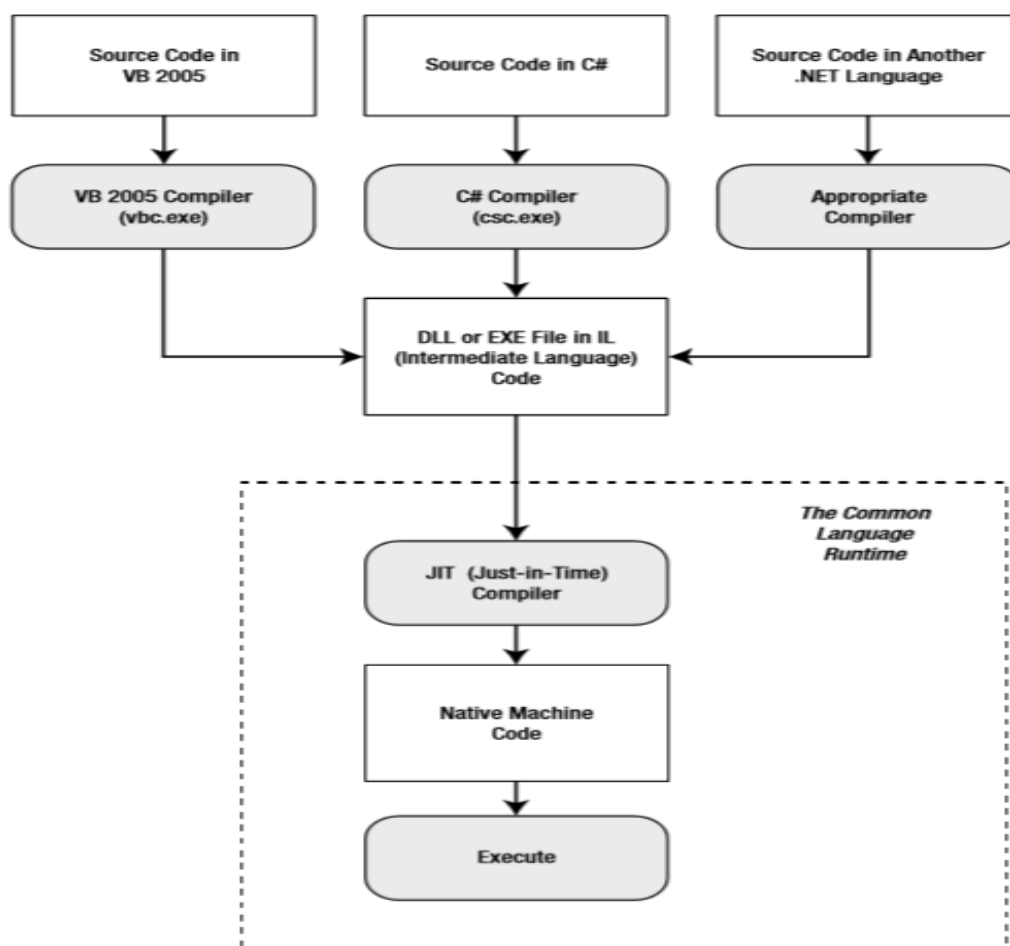 Source Code in
VB 2005
Source Code in C#
Source Code in Another
.NET Language
VB 2005 Compiler
(vbc.exe)
C# Compiler
(csc.exe)
Appropriate
Compiler
DLL or EXE File in IL
(Intermediate Language)
Code
The Common
Language
Runtime
JIT (Just-in-Time)
Compiler
Native Machine
Code
Execute